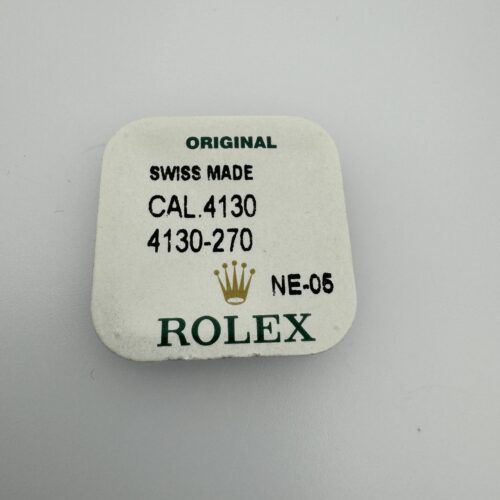 ORIGINAL
SWISS MADE
CAL.4130
4130-270
NE-05
ROLEX